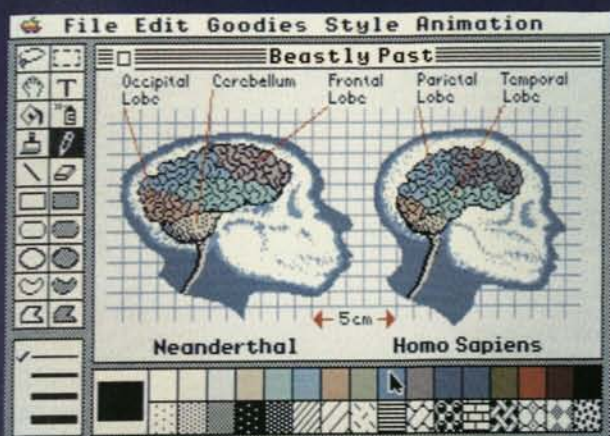 File Edit Goodies Style Animation
Beastly Past
Occipital Lobe
Cerebellum
Frontal Lobe
Parietal Lobe
Temporal Lobe
5cm
Neanderthal
Homo Sapiens
T